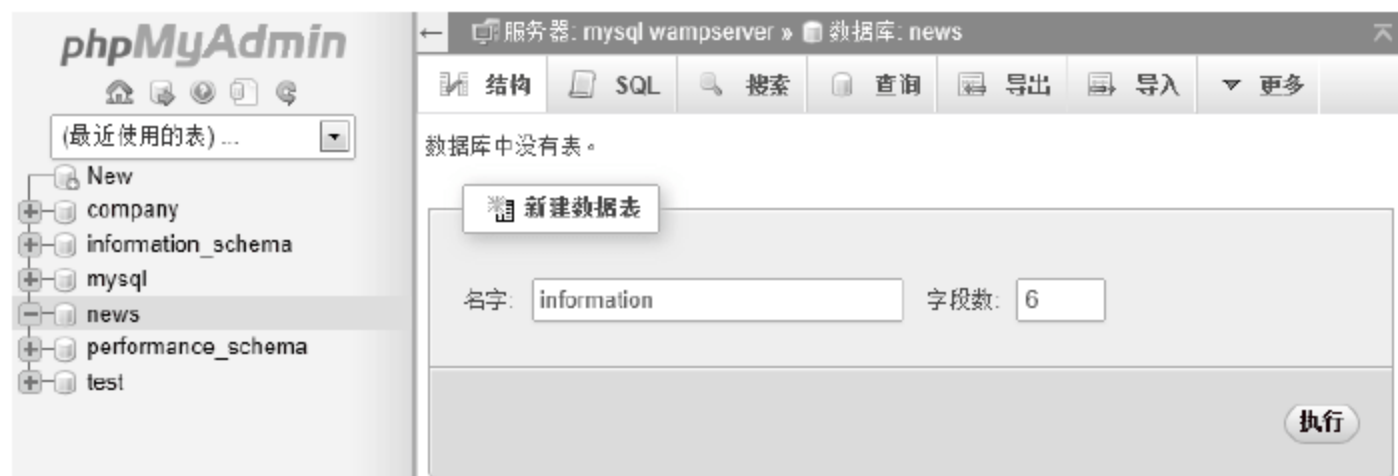 phpMyAdmin
(最近使用的表) ...
New
company
information_schema
mysql
news
performance_schema
test
← 服务器: mysql wampserver » 数据库: news
结构 SQL 搜索 查询 导出 导入 ▼ 更多
数据库中没有表。
新建数据表
名字: information 字段数: 6
执行